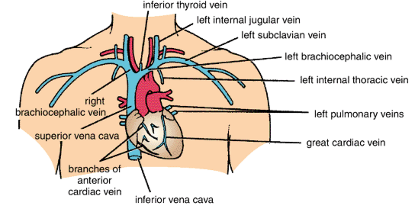 inferior thyroid vein
left internal jugular vein
left subclavian vein
left brachiocephalic vein
left internal thoracic vein
right
brachiocephalic vein
left pulmonary veins
superior vena cava
great cardiac vein
branches of
anterior
cardiac vein
inferior vena cava